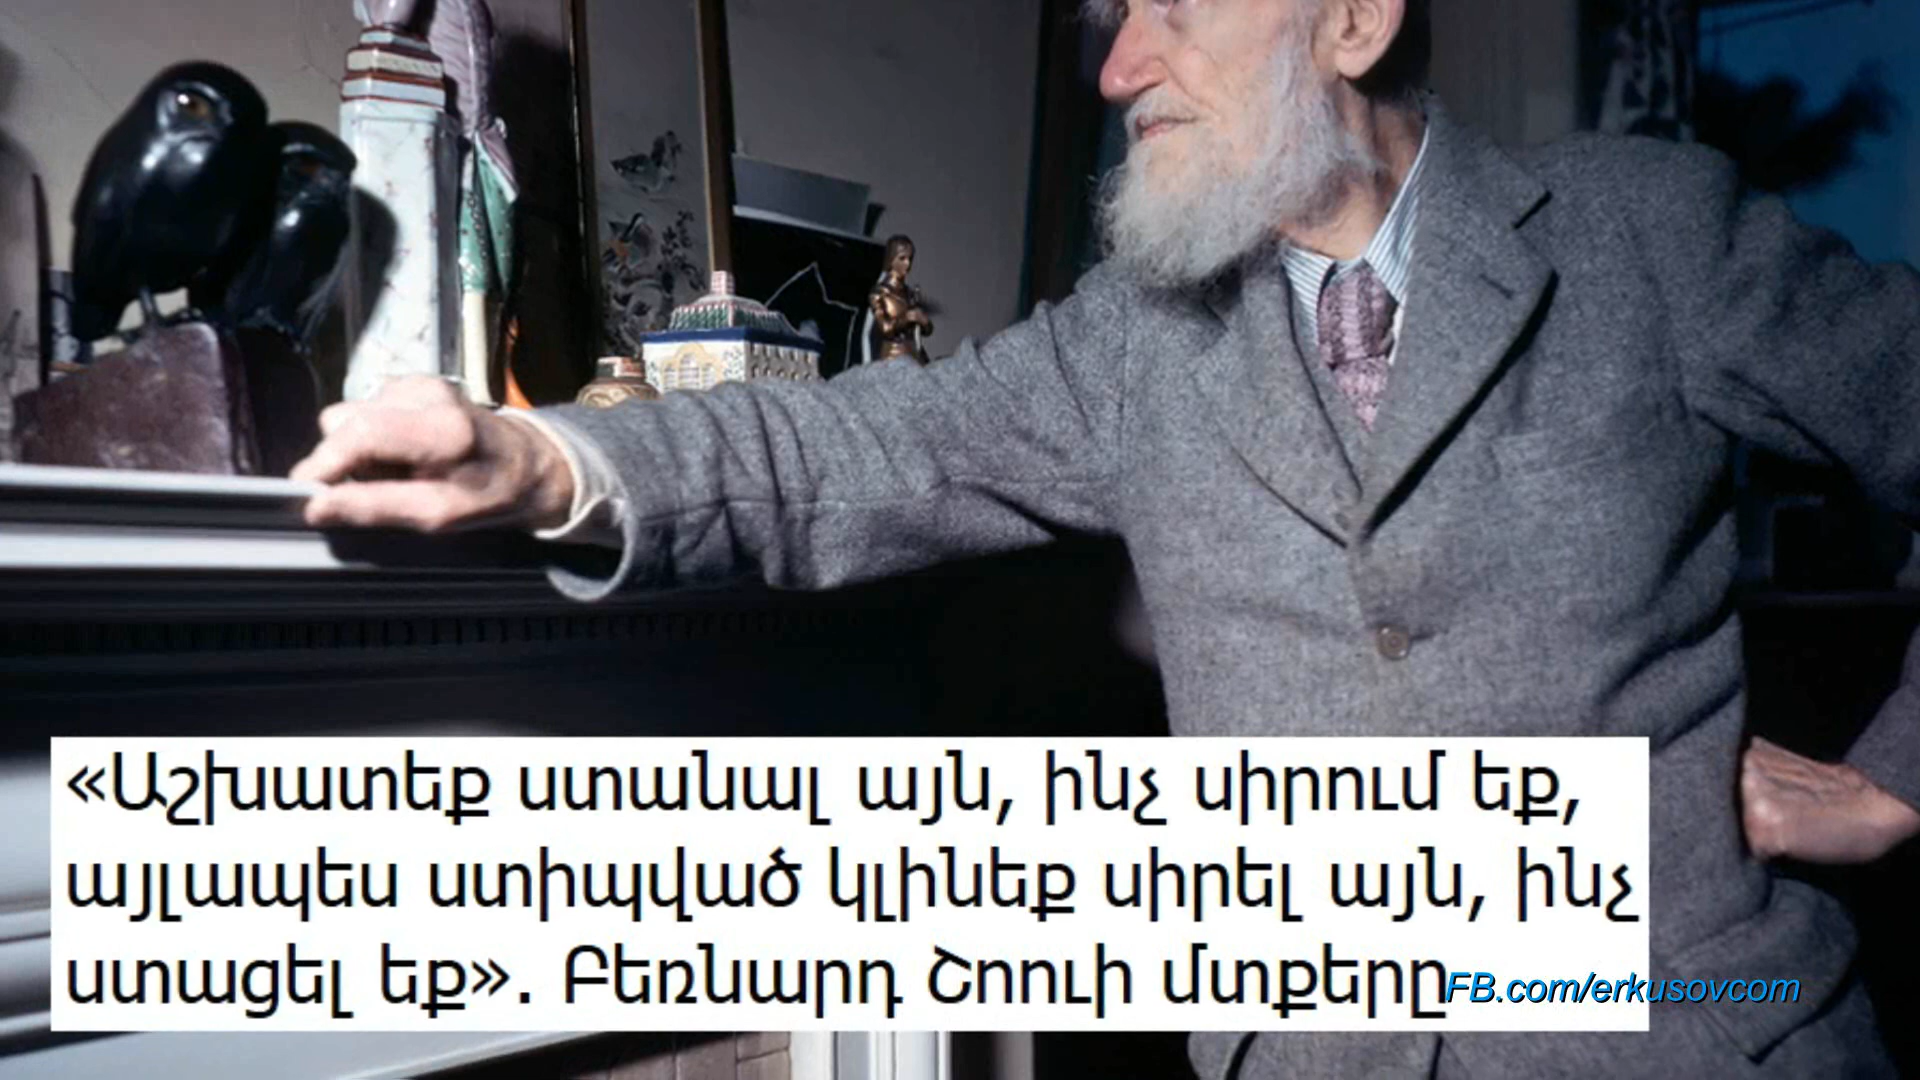 «Աշխատեք ստանալ այն, ինչ սիրում եք,
այլապես ստիպված կլինեք սիրել այն, ինչ
ստացել եք». Բեռնարդ Շոուի մտքերը
FB.com/erkusovcom